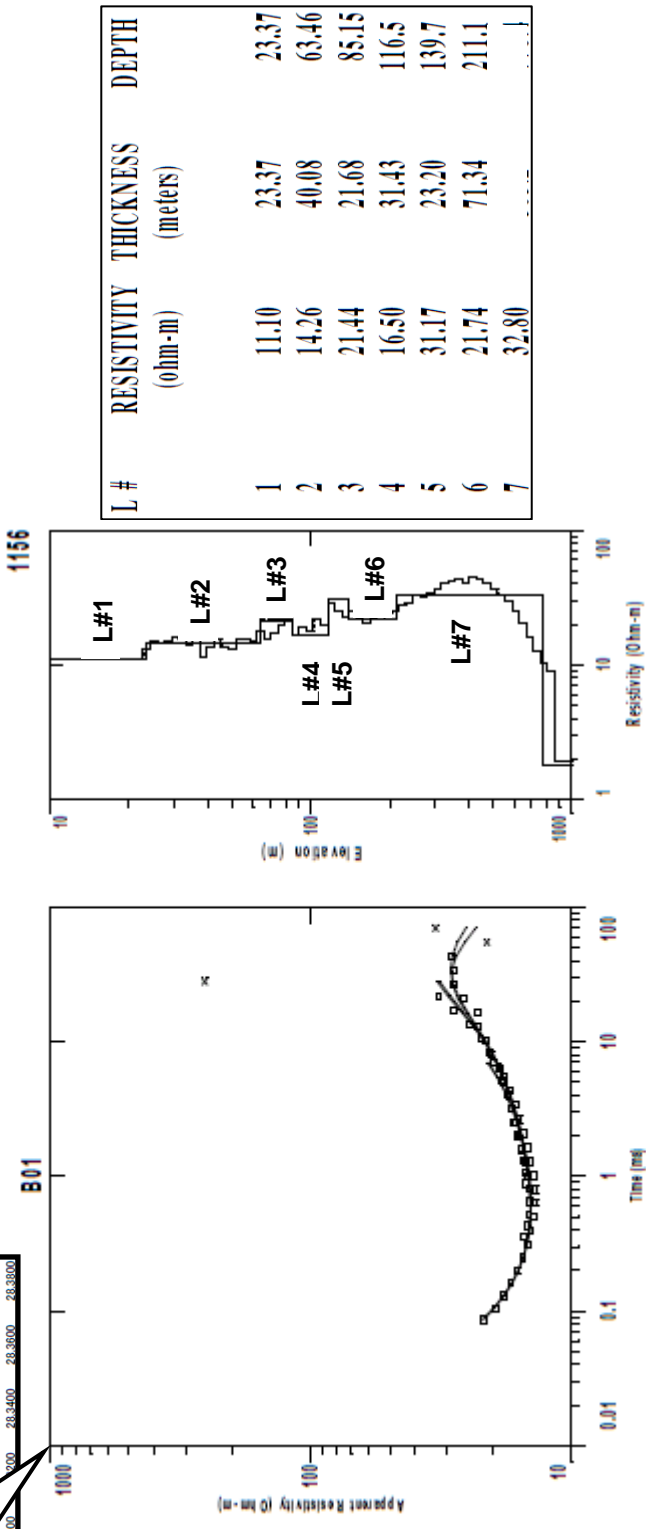 200 28.3400 28.3600 28.3800
B01
Apparent Resistivity (Ohm-m)
1000
100
10
0.01 0.1 1 10 100
Time (ms)
1156
Elevation (m)
10
100
1000
L#1
L#2
L#3
L#4
L#5
L#6
L#7
1 10 100
Resistivity (Ohm-m)
L # RESISTIVITY THICKNESS DEPTH
(ohm-m) (meters)
1 11.10 23.37 23.37
2 14.26 40.08 63.46
3 21.44 21.68 85.15
4 16.50 31.43 116.5
5 31.17 23.20 139.7
6 21.74 71.34 211.1
7 32.80